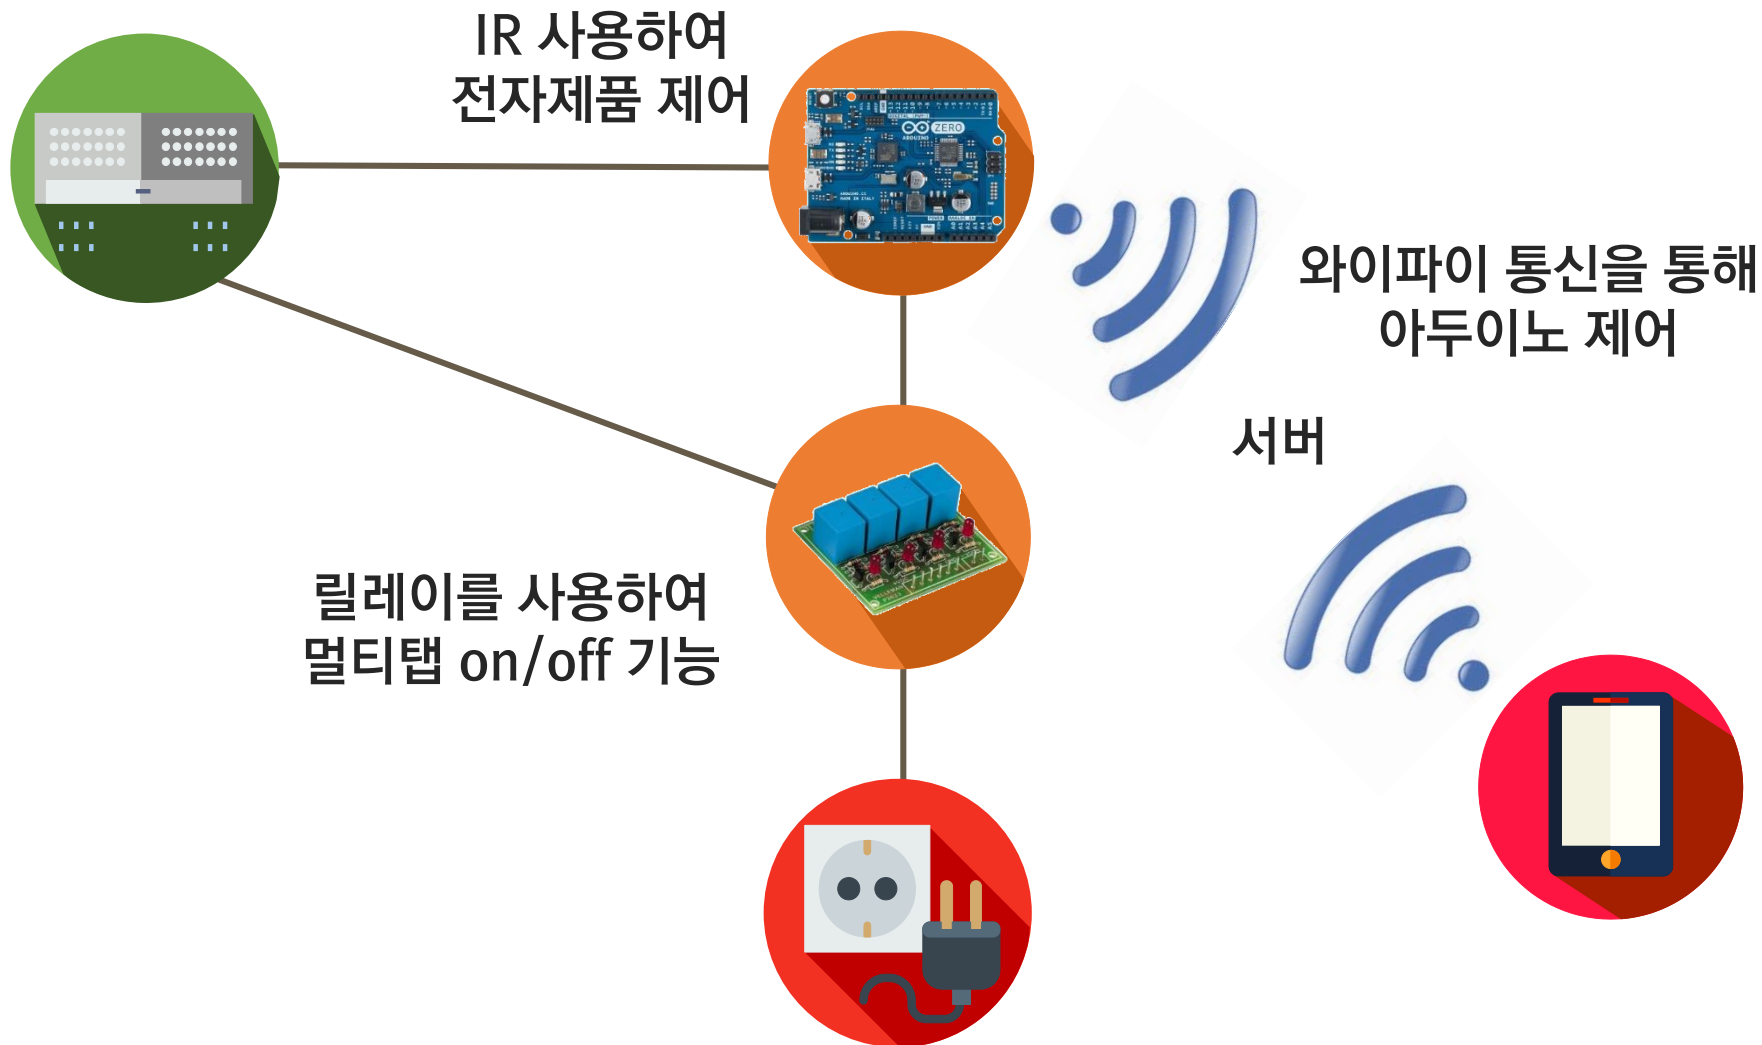 IR 사용하여
전자제품 제어
ZERO
ARDUINO
와이파이 통신을 통해
아두이노 제어
서버
릴레이를 사용하여
멀티탭 on/off 기능